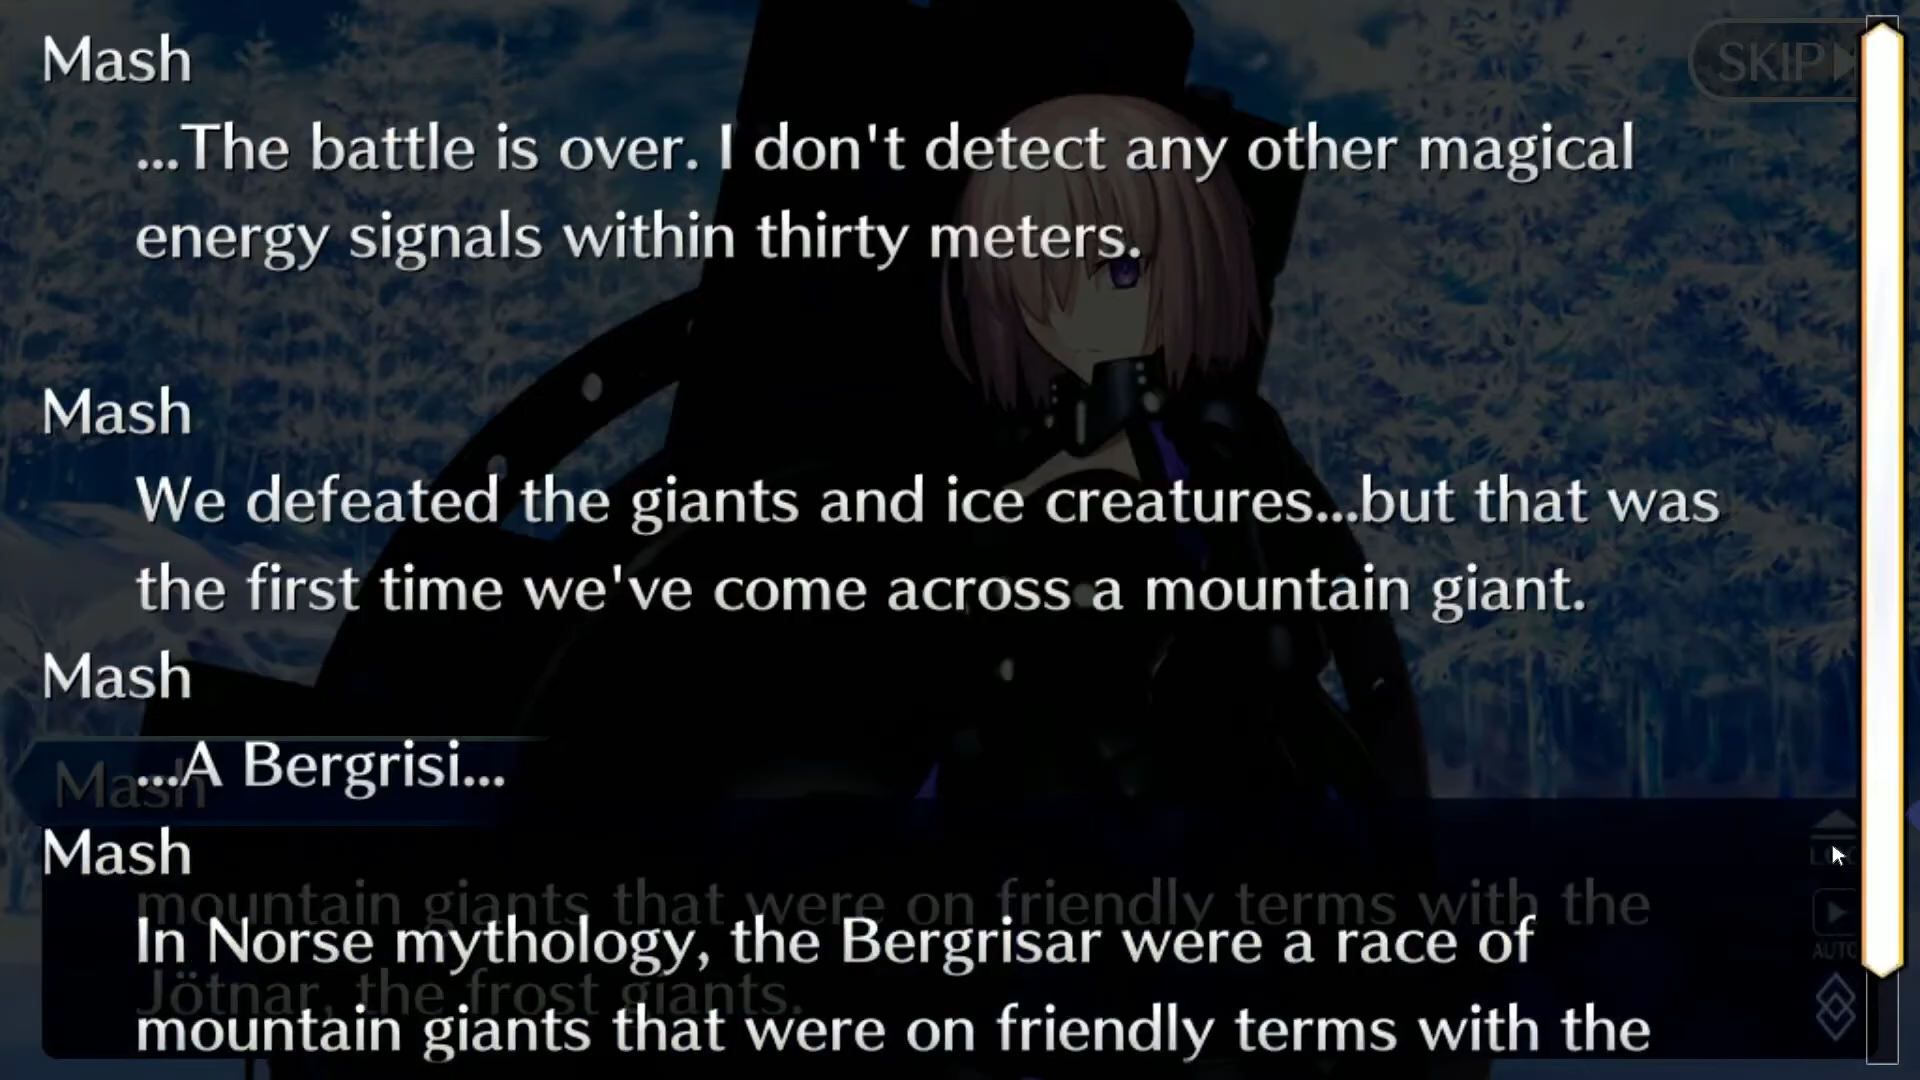 Mash
SKIP
...The battle is over. I don't detect any other magical
energy signals within thirty meters.
Mash
We defeated the giants and ice creatures...but that was
the first time we've come across a mountain giant.
Mash
...A Bergrisi...
Mash
Mash
mountain giants that were on friendly terms with the
In Norse mythology, the Bergrisar were a race of
Jötnar, the frost giants.
mountain giants that were on friendly terms with the
LOG
AUTO